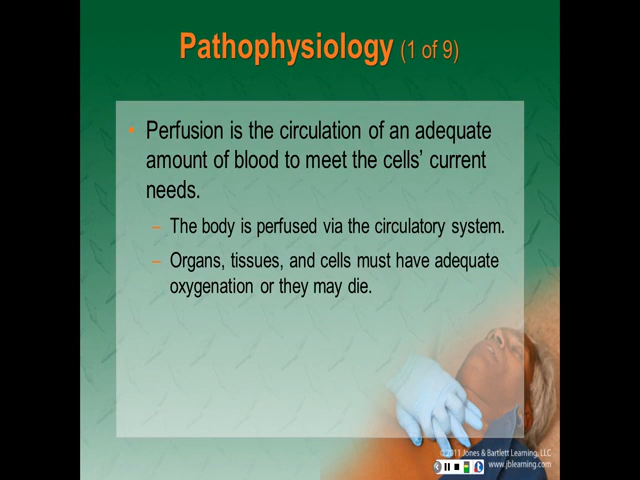 Pathophysiology (1 of 9)
• Perfusion is the circulation of an adequate
amount of blood to meet the cells’ current
needs.
– The body is perfused via the circulatory system.
– Organs, tissues, and cells must have adequate
oxygenation or they may die.
© 2011 Jones & Bartlett Learning, LLC
www.jblearning.com